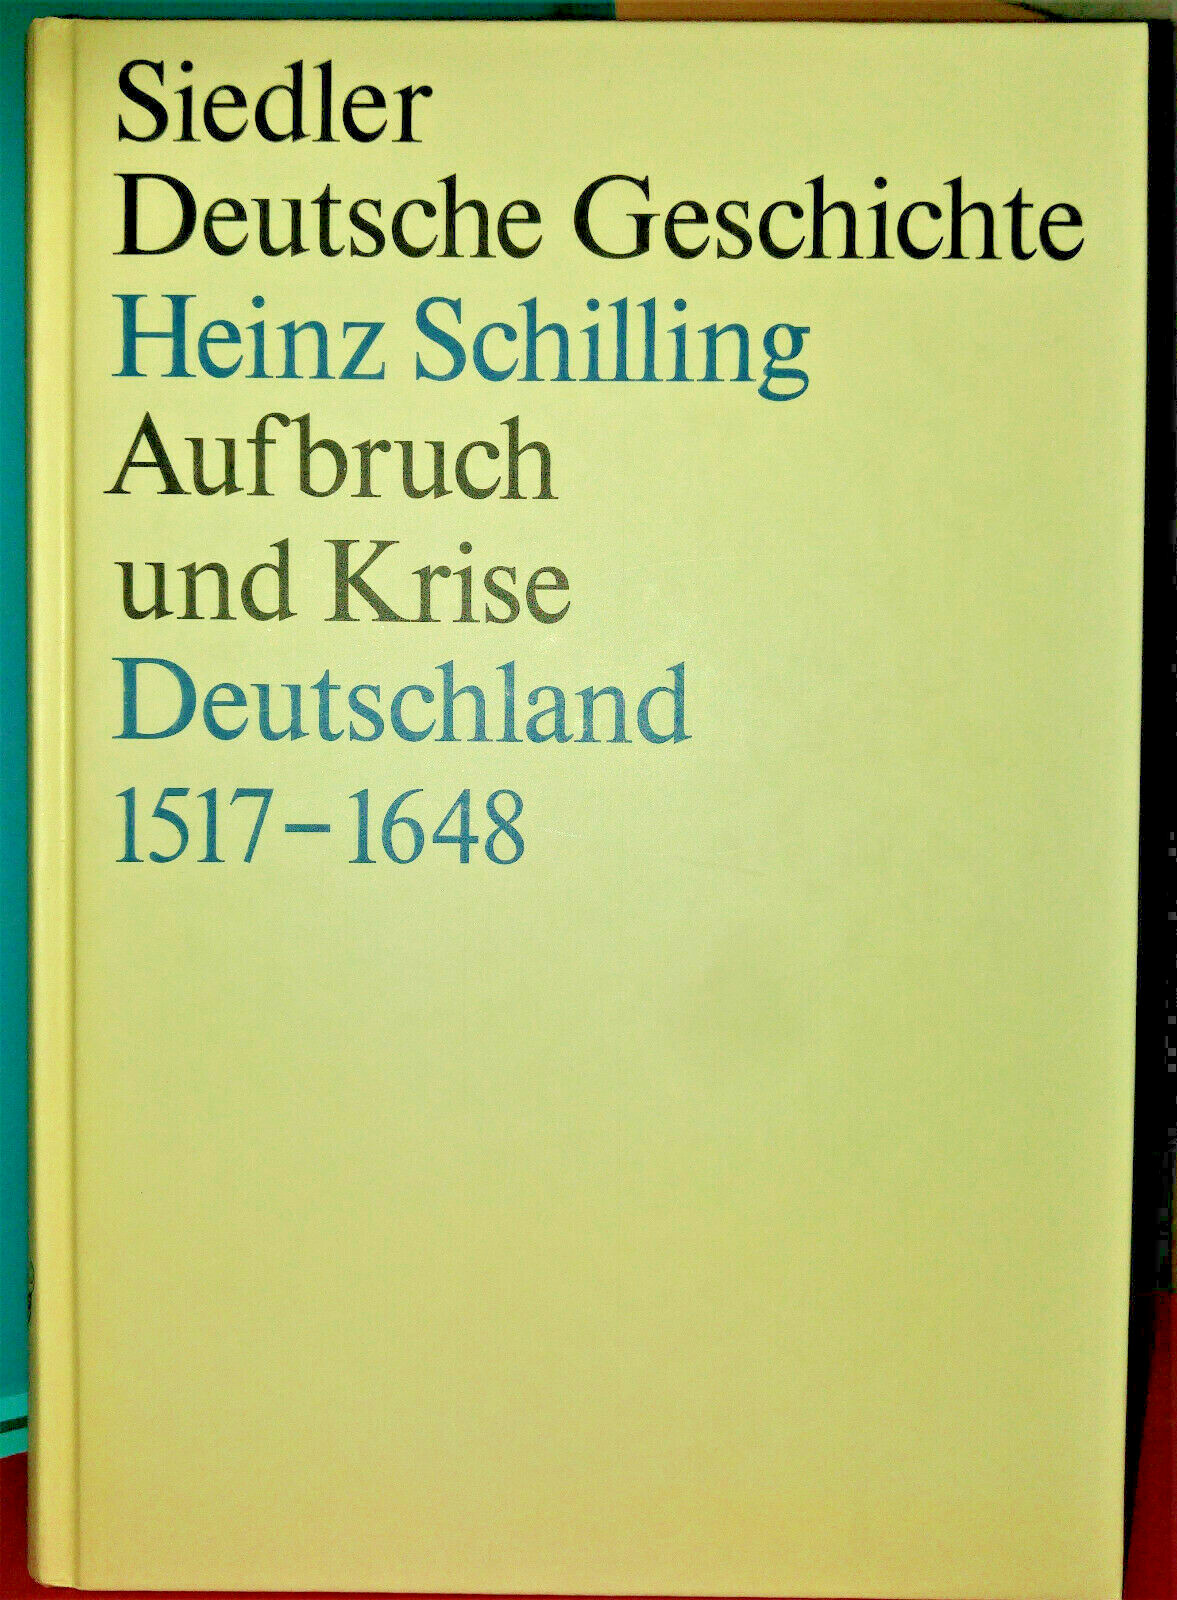 Siedler
Deutsche Geschichte
Heinz Schilling
Aufbruch
und Krise
Deutschland
1517–1648